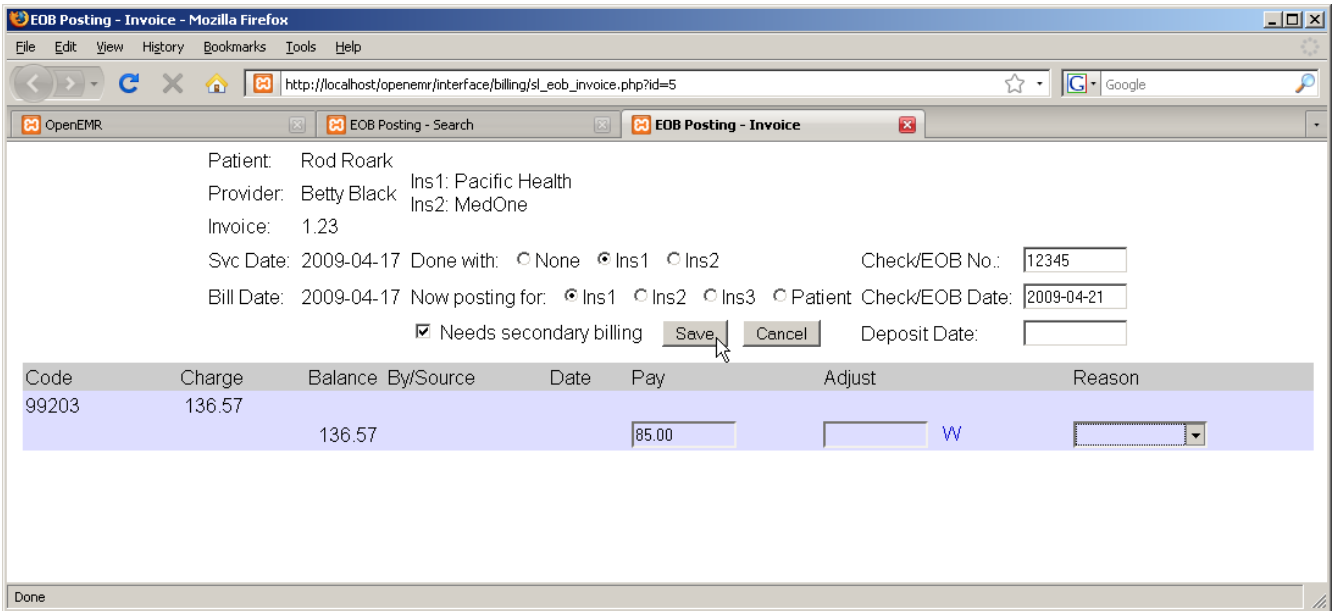 EOB Posting - Invoice - Mozilla Firefox
File Edit View History Bookmarks Tools Help
http://localhost/openemr/interface/billing/sl_eob_invoice.php?id=5 G Google
OpenEMR EOB Posting - Search EOB Posting - Invoice
Patient: Rod Roark
Provider: Betty Black Ins1: Pacific Health
Ins2: MedOne
Invoice: 1.23
Svc Date: 2009-04-17 Done with: None Ins1 Ins2 Check/EOB No.: 12345
Bill Date: 2009-04-17 Now posting for: Ins1 Ins2 Ins3 Patient Check/EOB Date: 2009-04-21
Needs secondary billing Save Cancel Deposit Date:
Code Charge Balance By/Source Date Pay Adjust Reason
99203 136.57
136.57 85.00 W
Done